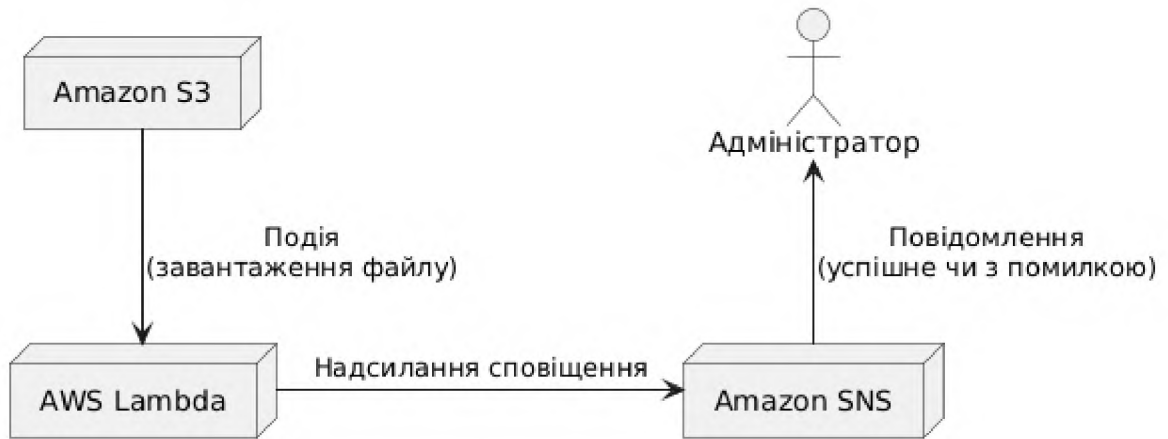 Amazon S3
Адміністратор
Подія
(завантаження файлу)
Повідомлення
(успішне чи з помилкою)
AWS Lambda
Надсилання сповіщення
Amazon SNS